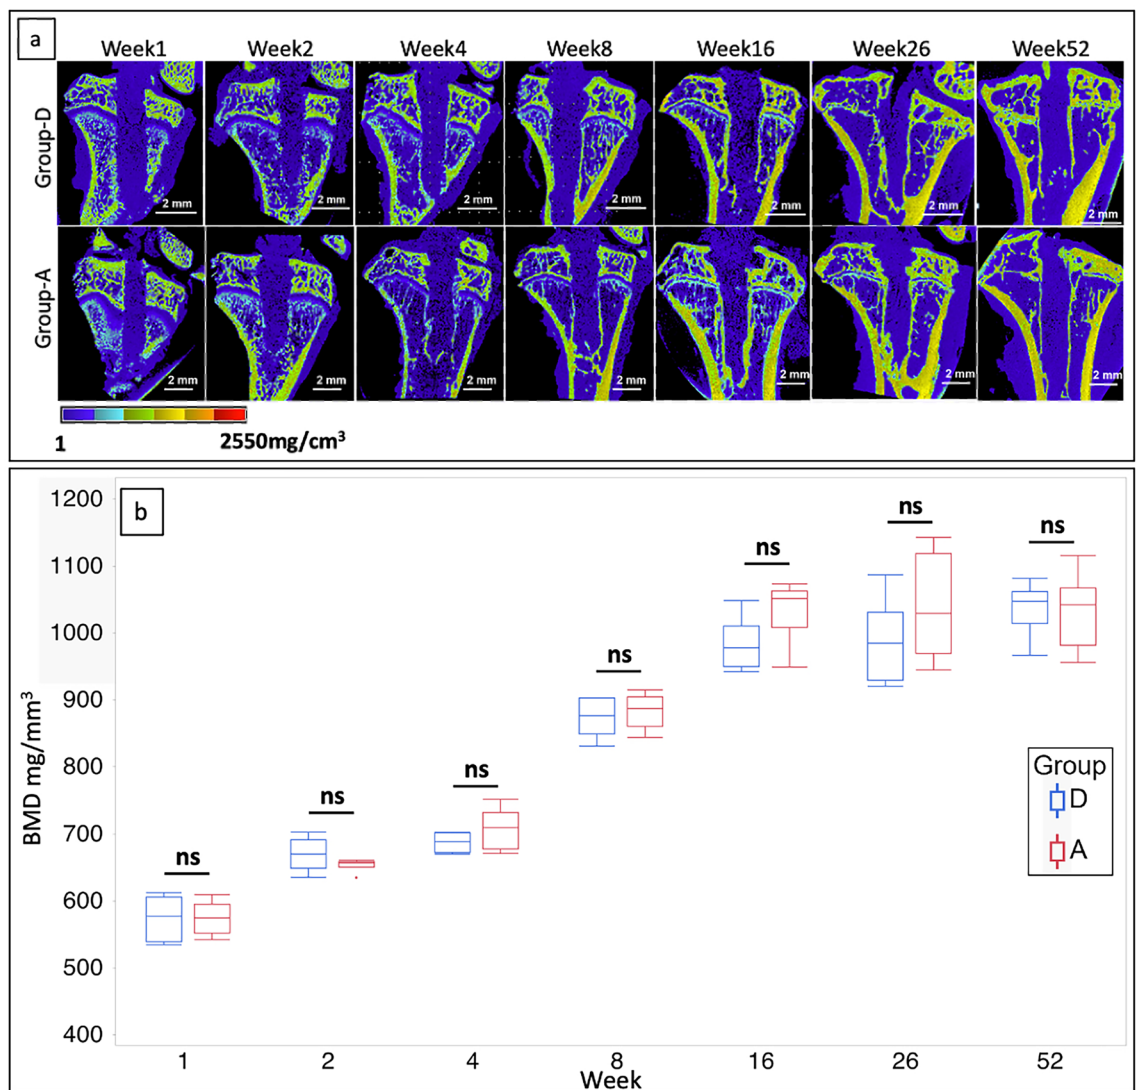 a
Week1 Week2 Week4 Week8 Week16 Week26 Week52
Group-D
2 mm 2 mm 2 mm 2 mm 2 mm 2 mm 2 mm
Group-A
2 mm 2 mm 2 mm 2 mm 2 mm 2 mm 2 mm
1 2550mg/cm³
b
BMD mg/mm³
1200
1100
1000
900
800
700
600
500
400
ns ns ns ns ns ns ns
Group
D
A
1 2 4 8 16 26 52
Week